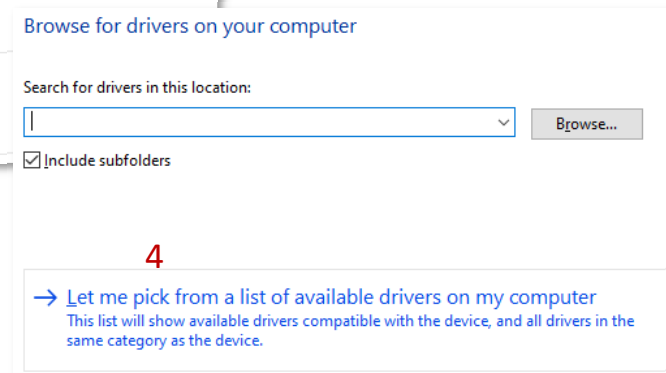 Browse for drivers on your computer
Search for drivers in this location:
Browse...
Include subfolders
4
Let me pick from a list of available drivers on my computer
This list will show available drivers compatible with the device, and all drivers in the
same category as the device.